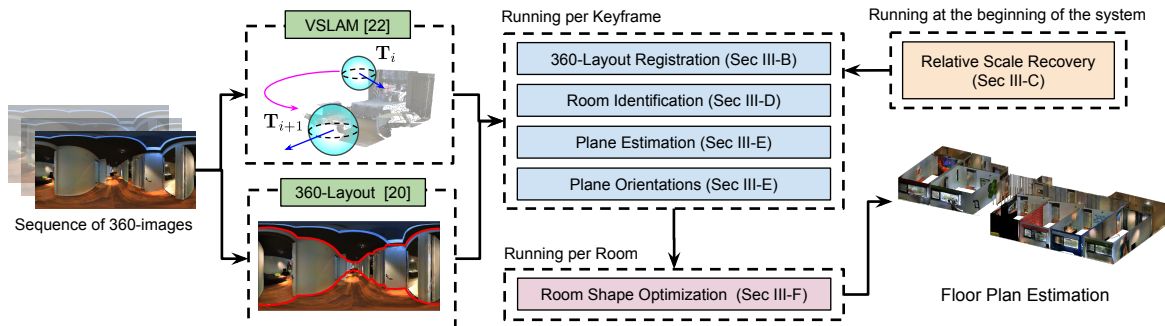 Sequence of 360-images
VSLAM [22]
T_i
T_{i+1}
360-Layout [20]
Running per Keyframe
360-Layout Registration (Sec III-B)
Room Identification (Sec III-D)
Plane Estimation (Sec III-E)
Plane Orientations (Sec III-E)
Running at the beginning of the system
Relative Scale Recovery
(Sec III-C)
Running per Room
Room Shape Optimization (Sec III-F)
Floor Plan Estimation